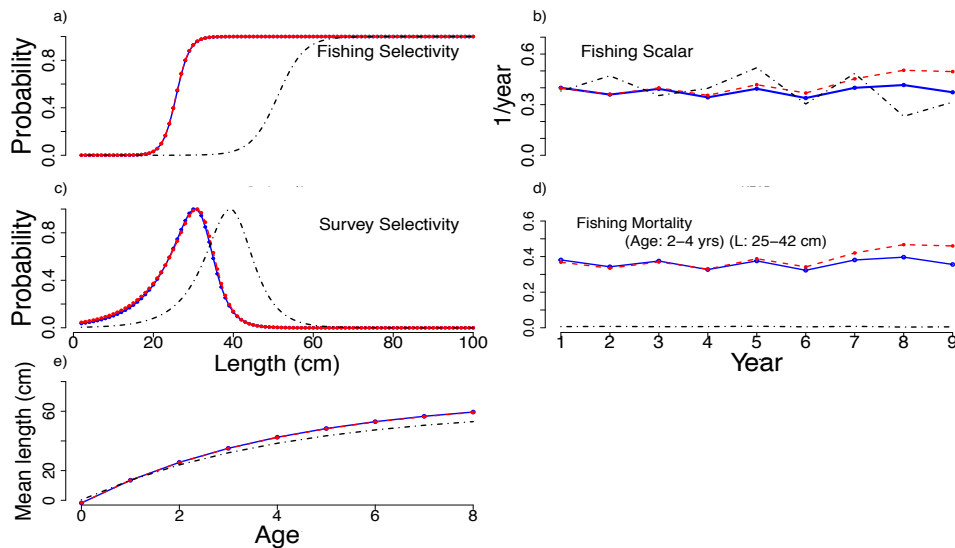 a)
Probability
0.0
0.4
0.8
Fishing Selectivity
b)
1/year
0.0
0.3
0.6
Fishing Scalar
c)
Probability
0.0
0.4
0.8
Survey Selectivity
0
20
40
60
80
100
Length (cm)
d)
0.0
0.2
0.4
0.6
Fishing Mortality
(Age: 2–4 yrs) (L: 25–42 cm)
1
2
3
4
5
6
7
8
9
Year
e)
Mean length (cm)
0
20
60
0
2
4
6
8
Age